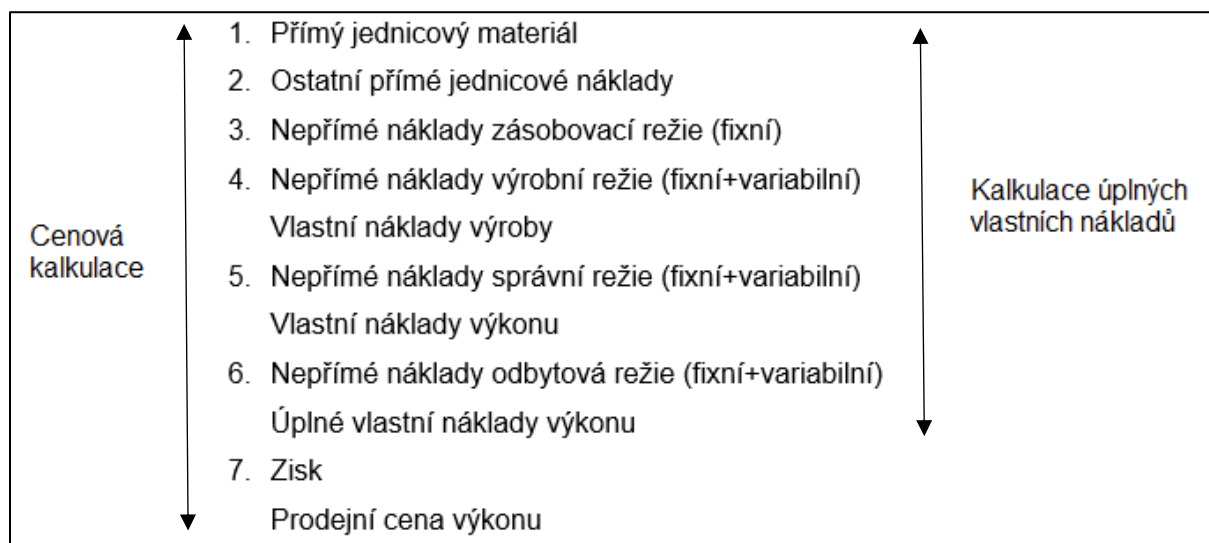 1. Přímý jednicový materiál
2. Ostatní přímé jednicové náklady
3. Nepřímé náklady zásobovací režie (fixní)
4. Nepřímé náklady výrobní režie (fixní+variabilní)
Vlastní náklady výroby
5. Nepřímé náklady správní režie (fixní+variabilní)
Vlastní náklady výkonu
6. Nepřímé náklady odbytová režie (fixní+variabilní)
Úplné vlastní náklady výkonu
7. Zisk
Prodejní cena výkonu
Cenová
kalkulace
Kalkulace úplných
vlastních nákladů